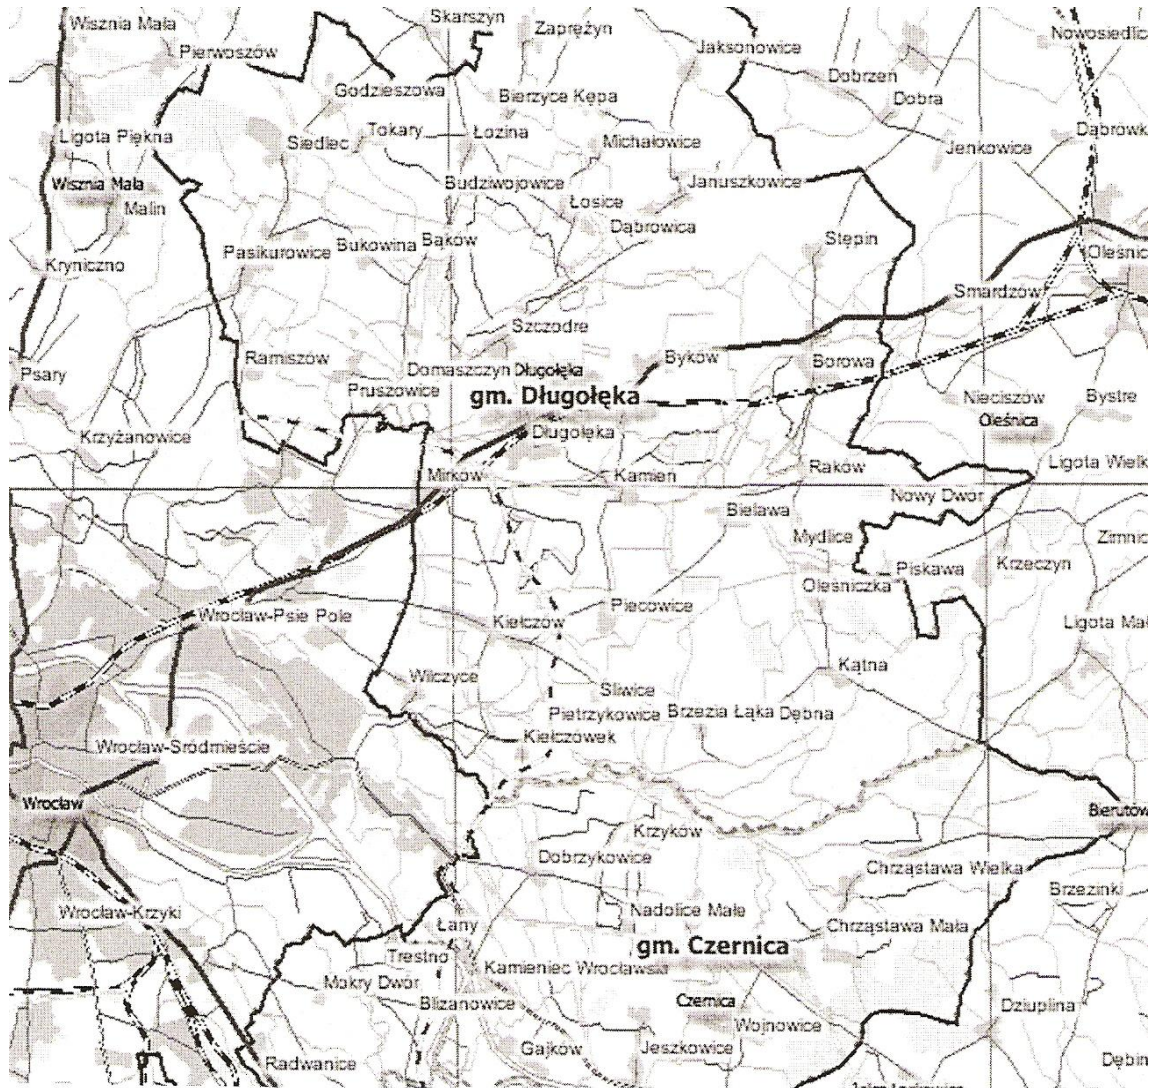 Skarszyn
Wisznia Mała
Zaprężyn
Nowosiedlic
Pierwoszów
Jaksonowice
Dobrzeń
Godzieszowa
Bierzyce Kępa
Dobra
Ligota Piękna
Tokary
Łozina
Dąbrówk
Siedlec
Michałowice
Jenkowice
Wisznia Mała
Budziwojowice
Januszkowice
Malin
Łosice
Dąbrowica
Stępin
Pasikurowice
Bukowina
Bąków
Kryniczno
Oleśnic
Smardzów
Szczodre
Ramiszów
Byków
Borowa
Psary
Domaszczyn
Długołęka
Pruszowice
gm. Długołęka
Nieciszów
Bystre
Oleśnica
Krzyżanowice
Długołęka
Mirków
Kamień
Raków
Ligota Wielk
Nowy Dwór
Bielawa
Mydlice
Zimnic
Piskawa
Krzeczyn
Oleśniczka
Wrocław-Psie Pole
Piecowice
Kiełczów
Ligota Mał
Wilczyce
Kątna
Śliwice
Pietrzykowice
Brzezia Łąka
Dębna
Kiełczówek
Wrocław-Śródmieście
Wrocław
Bierutów
Krzyków
Dobrzykowice
Chrząstawa Wielka
Brzezinki
Wrocław-Krzyki
Nadolice Małe
Łany
Chrząstawa Mała
gm. Czernica
Trestno
Kamieniec Wrocławski
Mokry Dwór
Blizanowice
Czernica
Dziuplina
Wojnowice
Gajków
Jeszkowice
Radwanice
Dębin